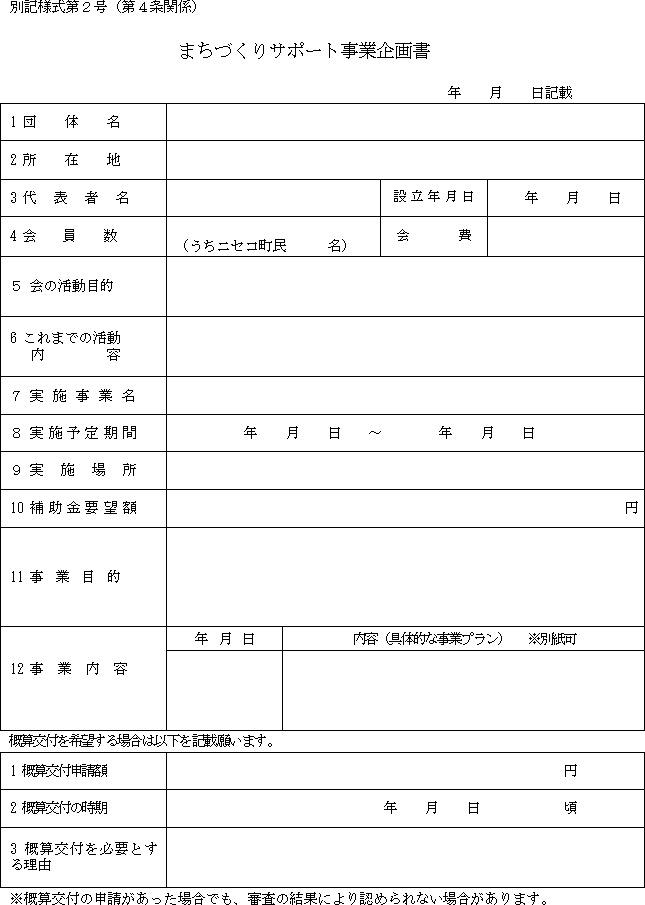 別記様式第２号（第４条関係）
まちづくりサポート事業企画書
年　　月　　日記載
１団　　体　　名
２所　　在　　地
３代　表　者　名　　設立年月日　　年　　月　　日
４会　　員　　数　（うちニセコ町民　　　名）　会　　　費
５ 会の活動目的
６ これまでの活動
内　　　　容
７ 実 施 事 業 名
８ 実施予定期間　　年　　月　　日　　～　　　　年　　月　　日
９ 実　施　場　所
10 補助金要望額　　円
11 事　業　目　的
年　月　日　　内容（具体的な事業プラン）　　※別紙可
12 事　業　内　容
概算交付を希望する場合は以下を記載願います。
１ 概算交付申請額　　円
２ 概算交付の時期　　年　　月　　日　　　　頃
３ 概算交付を必要とす
る理由
※概算交付の申請があった場合でも、審査の結果により認められない場合があります。